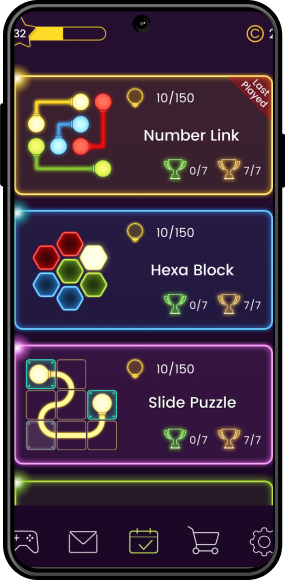 32
2
Last
Played
10/150
Number Link
0/7 7/7
10/150
Hexa Block
0/7 7/7
10/150
Slide Puzzle
0/7 7/7